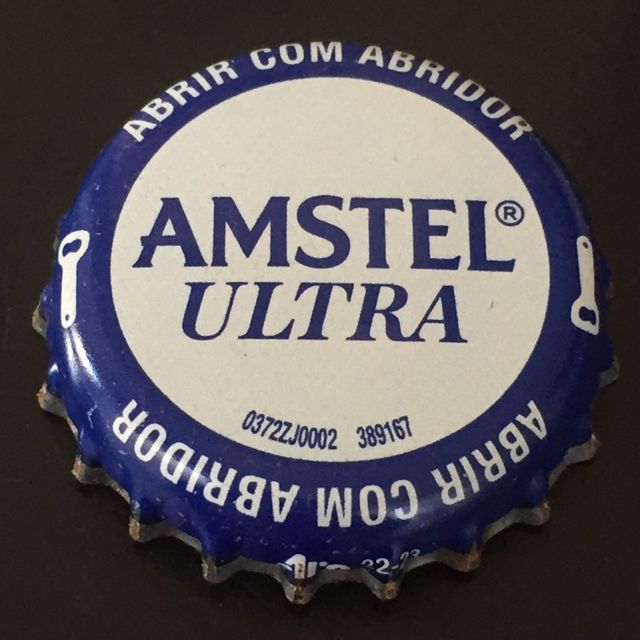 ABRIR COM ABRIDOR
AMSTEL®
ULTRA
0372ZJ0002 389167
ABRIR COM ABRIDOR